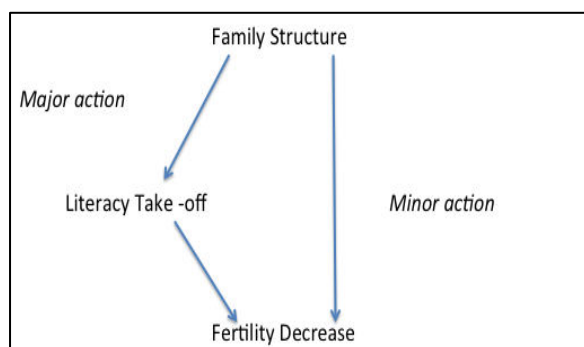 Family Structure
Major action
Literacy Take -off
Minor action
Fertility Decrease